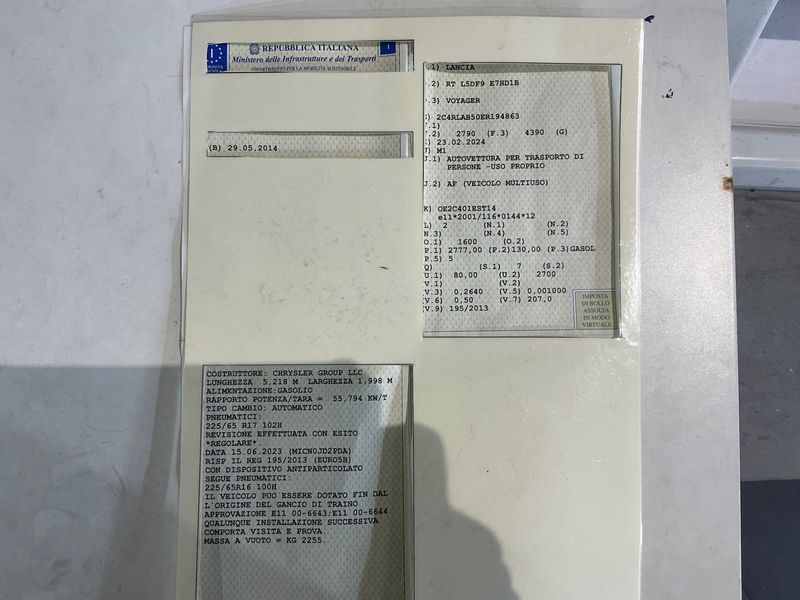 REPUBBLICA ITALIANA
Ministero delle Infrastrutture e dei Trasporti
DIPARTIMENTO PER LA MOBILITÀ SOSTENIBILE
I
(B) 29.05.2014
.1) LANCIA
.2) RT L5DF9 E7HD1B
.3) VOYAGER
) 2C4RLAB50ER194863
.1)
.2) 2790 (F.3) 4390 (G)
) 23.02.2024
) M1
J.1) AUTOVETTURA PER TRASPORTO DI
PERSONE -USO PROPRIO
J.2) AF (VEICOLO MULTIUSO)
K) OE2C401EST14
e11*2001/116*0144*12
L) 2 (N.1) (N.2)
N.3) (N.4) (N.5)
O.1) 1600 (O.2)
P.1) 2777,00 (P.2)130,00 (P.3)GASOL
P.5) 5
Q) (S.1) 7 (S.2)
U.1) 80,00 (U.2) 2700
V.1) (V.2)
(V.3) 0,2640 (V.5) 0,001000
(V.6) 0,50 (V.7) 207,0
(V.9) 195/2013
IMPOSTA
DI BOLLO
ASSOLTA
IN MODO
VIRTUALE
COSTRUTTORE: CHRYSLER GROUP LLC
LUNGHEZZA 5,218 M LARGHEZZA 1,998 M
ALIMENTAZIONE:GASOLIO
RAPPORTO POTENZA/TARA = 55,794 KW/T
TIPO CAMBIO: AUTOMATICO
PNEUMATICI:
225/65 R17 102H
REVISIONE EFFETTUATA CON ESITO
*REGOLARE*.
DATA 15.06.2023 (MICN0JD2PDA)
RISP IL REG 195/2013 (EURO5B)
CON DISPOSITIVO ANTIPARTICOLATO
SEGUE PNEUMATICI:
225/65R16 100H
IL VEICOLO PUO ESSERE DOTATO FIN DAL
L'ORIGINE DEL GANCIO DI TRAINO
APPROVAZIONE E11 00-6643;E11 00-6644
QUALUNQUE INSTALLAZIONE SUCCESSIVA
COMPORTA VISITA E PROVA.
MASSA A VUOTO = KG 2255.